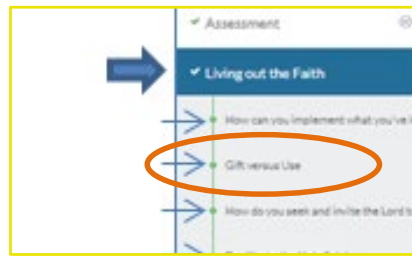 Assessment
Living out the Faith
How can you implement what you've
Gift versus Use
How do you seek and invite the Lord